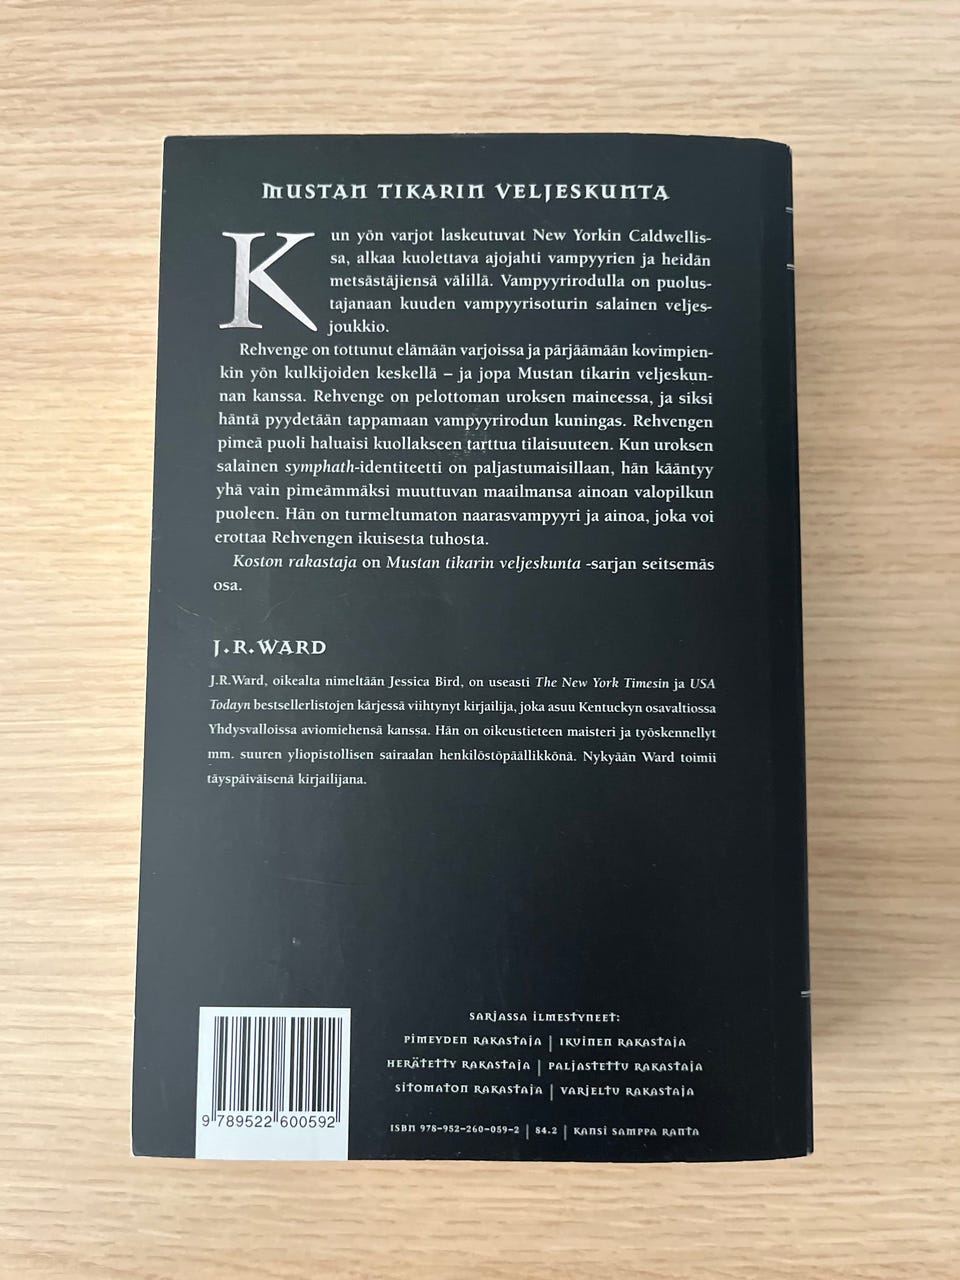 MUSTAN TIKARIN VELJESKUNTA
Kun yön varjot laskeutuvat New Yorkin Caldwellis-
sa, alkaa kuolettava ajojahti vampyyrien ja heidän
metsästäjiensä välillä. Vampyyrirodulla on puolus-
tajanaan kuuden vampyyrisoturin salainen veljes-
joukkio.
Rehvenge on tottunut elämään varjoissa ja pärjäämään kovimpien-
kin yön kulkijoiden keskellä – ja jopa Mustan tikarin veljeskun-
nan kanssa. Rehvenge on pelottoman uroksen maineessa, ja siksi
häntä pyydetään tappamaan vampyyrirodun kuningas. Rehvengen
pimeä puoli haluaisi kuollakseen tarttua tilaisuuteen. Kun uroksen
salainen symphath-identiteetti on paljastumaisillaan, hän kääntyy
yhä vain pimeämmäksi muuttuvan maailmansa ainoan valopilkun
puoleen. Hän on turmeltumaton naarasvampyyri ja ainoa, joka voi
erottaa Rehvengen ikuisesta tuhosta.
Koston rakastaja on Mustan tikarin veljeskunta -sarjan seitsemäs
osa.
J.R.WARD
J.R.Ward, oikealta nimeltään Jessica Bird, on useasti The New York Timesin ja USA
Todayn bestsellerlistojen kärjessä viihtynyt kirjailija, joka asuu Kentuckyn osavaltiossa
Yhdysvalloissa aviomiehensä kanssa. Hän on oikeustieteen maisteri ja työskennellyt
mm. suuren yliopistollisen sairaalan henkilöstöpäällikkönä. Nykyään Ward toimii
täyspäiväisenä kirjailijana.
SARJASSA ILMESTYNEET:
PIMEYDEN RAKASTAJA | IKUINEN RAKASTAJA
HERÄTETTY RAKASTAJA | PALJASTETTU RAKASTAJA
SITOMATON RAKASTAJA | VARJELTU RAKASTAJA
ISBN 978-952-260-059-2 | 84.2 | KANSI SAMPPA RANTA
9 789522 600592